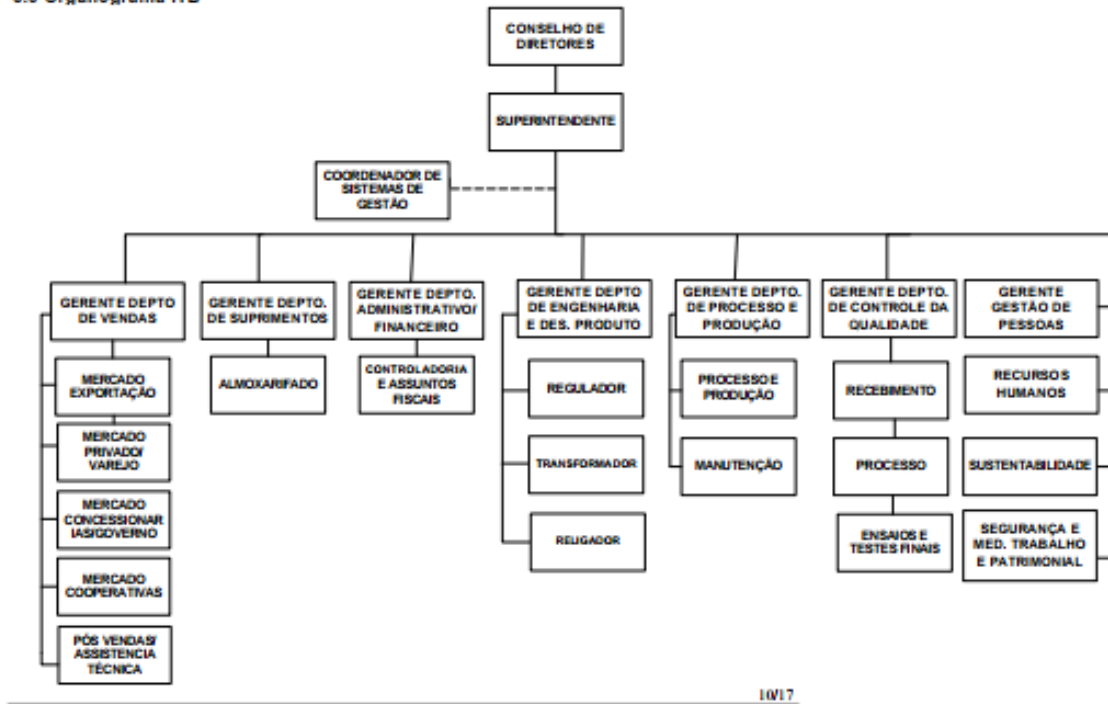 CONSELHO DE
DIRETORES
SUPERINTENDENTE
COORDENADOR DE
SISTEMAS DE
GESTÃO
GERENTE DEPTO
DE VENDAS
MERCADO
EXPORTAÇÃO
MERCADO
PRIVADO/
VAREJO
MERCADO
CONCESSIONAR
IAS/GOVERNO
MERCADO
COOPERATIVAS
PÓS VENDAS/
ASSISTENCIA
TÉCNICA
GERENTE DEPTO.
DE SUPRIMENTOS
ALMOXARIFADO
GERENTE DEPTO.
ADMINISTRATIVO/
FINANCEIRO
CONTROLADORIA
E ASSUNTOS
FISCAIS
GERENTE DEPTO
DE ENGENHARIA
E DES. PRODUTO
REGULADOR
TRANSFORMADOR
RELIGADOR
GERENTE DEPTO.
DE PROCESSO E
PRODUÇÃO
PROCESSO E
PRODUÇÃO
MANUTENÇÃO
GERENTE DEPTO.
DE CONTROLE DA
QUALIDADE
RECEBIMENTO
PROCESSO
ENSAIOS E
TESTES FINAIS
GERENTE
GESTÃO DE
PESSOAS
RECURSOS
HUMANOS
SUSTENTABILIDADE
SEGURANÇA E
MED. TRABALHO
E PATRIMONIAL
10/17